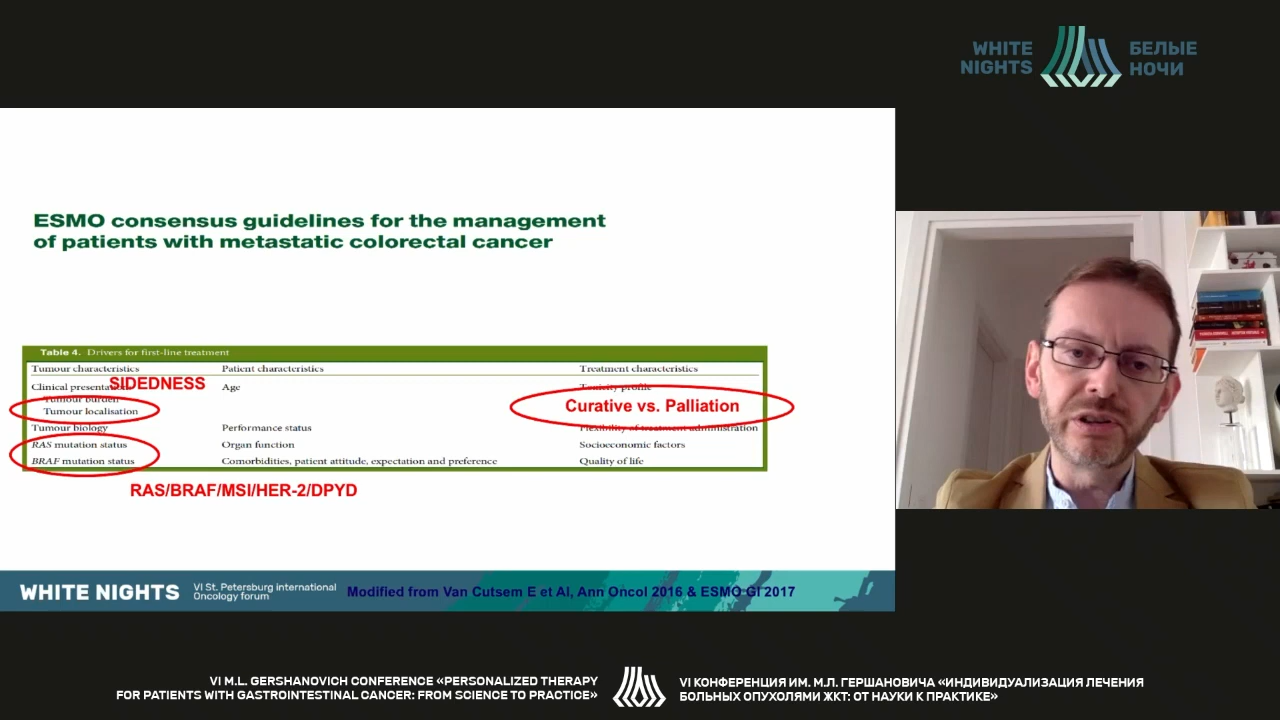 WHITE
NIGHTS
БЕЛЫЕ
НОЧИ
ESMO consensus guidelines for the management
of patients with metastatic colorectal cancer
Table 4. Drivers for first-line treatment
Tumour characteristics Patient characteristics Treatment characteristics
Clinical presentation SIDEDNESS Age Toxicity profile
Tumour burden
Tumour localisation Curative vs. Palliation
Tumour biology Performance status Flexibility of treatment administration
RAS mutation status Organ function Socioeconomic factors
BRAF mutation status Comorbidities, patient attitude, expectation and preference Quality of life
RAS/BRAF/MSI/HER-2/DPYD
WHITE NIGHTS
VI St. Petersburg international
Oncology forum
Modified from Van Cutsem E et Al, Ann Oncol 2016 & ESMO GI 2017
VI M.L. GERSHANOVICH CONFERENCE «PERSONALIZED THERAPY
FOR PATIENTS WITH GASTROINTESTINAL CANCER: FROM SCIENCE TO PRACTICE»
VI КОНФЕРЕНЦИЯ ИМ. М.Л. ГЕРШАНОВИЧА «ИНДИВИДУАЛИЗАЦИЯ ЛЕЧЕНИЯ
БОЛЬНЫХ ОПУХОЛЯМИ ЖКТ: ОТ НАУКИ К ПРАКТИКЕ»